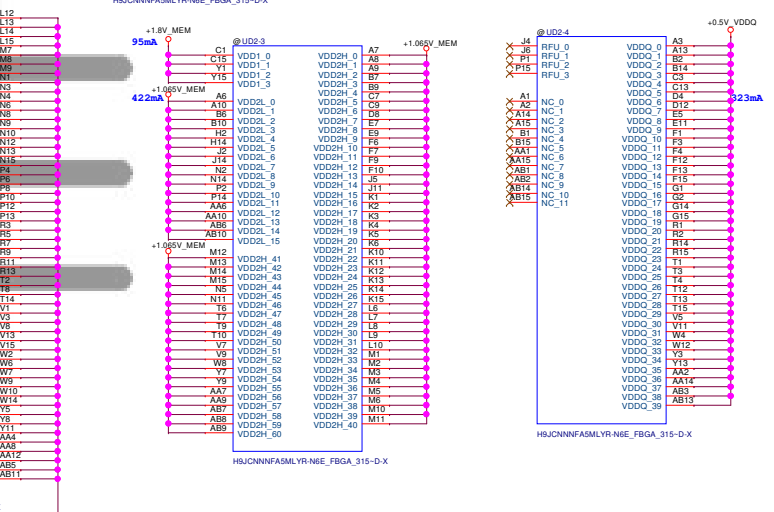 H9JCNNNFA5MLYR-N6E_FBGA_315~D-X
L12
L13
L14
L15
M7
M8
M9
N1
N3
N4
N6
N8
N9
N10
N12
N13
N15
P4
P6
P8
P10
P12
P13
R3
R5
R7
R9
R11
R13
T2
T8
T14
V1
V3
V8
V13
V15
W2
W6
W7
W9
W10
W14
Y5
Y8
Y11
AA4
AA8
AA12
AB5
AB11
+1.8V_MEM
95mA
@ UD2-3
C1 VDD1_0
C15 VDD1_1
Y1 VDD1_2
Y15 VDD1_3
+1.065V_MEM
422mA
A6 VDD2L_0
A10 VDD2L_1
B6 VDD2L_2
B10 VDD2L_3
H2 VDD2L_4
H14 VDD2L_5
J2 VDD2L_6
J14 VDD2L_7
N2 VDD2L_8
N14 VDD2L_9
P2 VDD2L_10
P14 VDD2L_11
AA6 VDD2L_12
AA10 VDD2L_13
AB6 VDD2L_14
AB10 VDD2L_15
+1.065V_MEM
M12 VDD2H_41
M13 VDD2H_42
M14 VDD2H_43
M15 VDD2H_44
N5 VDD2H_45
N11 VDD2H_46
T6 VDD2H_47
T7 VDD2H_48
T9 VDD2H_49
T10 VDD2H_50
V7 VDD2H_51
V9 VDD2H_52
W8 VDD2H_53
Y7 VDD2H_54
Y9 VDD2H_55
AA7 VDD2H_56
AA9 VDD2H_57
AB7 VDD2H_58
AB8 VDD2H_59
AB9 VDD2H_60
+1.065V_MEM
VDD2H_0 A7
VDD2H_1 A8
VDD2H_2 A9
VDD2H_3 B7
VDD2H_4 B9
VDD2H_5 C7
VDD2H_6 C9
VDD2H_7 D8
VDD2H_8 E7
VDD2H_9 E9
VDD2H_10 F6
VDD2H_11 F7
VDD2H_12 F9
VDD2H_13 F10
VDD2H_14 J5
VDD2H_15 J11
VDD2H_16 K1
VDD2H_17 K2
VDD2H_18 K3
VDD2H_19 K4
VDD2H_20 K5
VDD2H_21 K6
VDD2H_22 K10
VDD2H_23 K11
VDD2H_24 K12
VDD2H_25 K13
VDD2H_26 K14
VDD2H_27 K15
VDD2H_28 L6
VDD2H_29 L7
VDD2H_30 L8
VDD2H_31 L9
VDD2H_32 L10
VDD2H_33 M1
VDD2H_34 M2
VDD2H_35 M3
VDD2H_36 M4
VDD2H_37 M5
VDD2H_38 M6
VDD2H_39 M10
VDD2H_40 M11
H9JCNNNFA5MLYR-N6E_FBGA_315~D-X
@ UD2-4
J4 RFU_0
J6 RFU_1
P1 RFU_2
P15 RFU_3
A1 NC_0
A2 NC_1
A14 NC_2
A15 NC_3
B1 NC_4
B15 NC_5
AA1 NC_6
AA15 NC_7
AB1 NC_8
AB2 NC_9
AB14 NC_10
AB15 NC_11
+0.5V_VDDQ
323mA
VDDQ_0 A3
VDDQ_1 A13
VDDQ_2 B2
VDDQ_3 B14
VDDQ_4 C3
VDDQ_5 C13
VDDQ_6 D4
VDDQ_7 D12
VDDQ_8 E5
VDDQ_9 E11
VDDQ_10 F1
VDDQ_11 F3
VDDQ_12 F4
VDDQ_13 F12
VDDQ_14 F13
VDDQ_15 F15
VDDQ_16 G1
VDDQ_17 G2
VDDQ_18 G14
VDDQ_19 G15
VDDQ_20 R1
VDDQ_21 R2
VDDQ_22 R14
VDDQ_23 R15
VDDQ_24 T1
VDDQ_25 T3
VDDQ_26 T4
VDDQ_27 T12
VDDQ_28 T13
VDDQ_29 T15
VDDQ_30 V5
VDDQ_31 V11
VDDQ_32 W4
VDDQ_33 W12
VDDQ_34 Y3
VDDQ_35 Y13
VDDQ_36 AA2
VDDQ_37 AA14
VDDQ_38 AB3
VDDQ_39 AB13
H9JCNNNFA5MLYR-N6E_FBGA_315~D-X